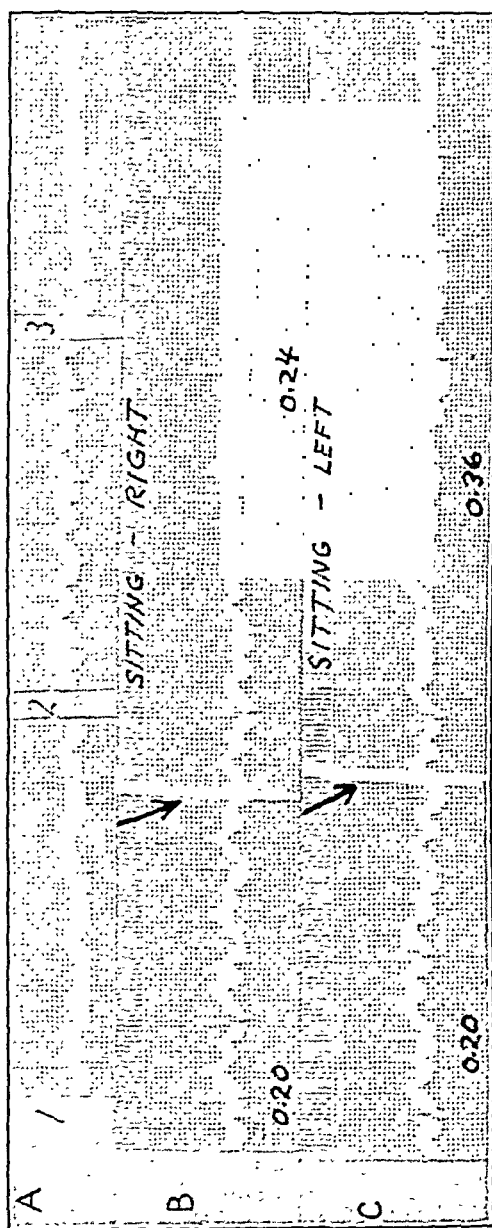 A
1 2 3
B
SITTING - RIGHT
0.20 0.24
C
SITTING - LEFT
0.20 0.36